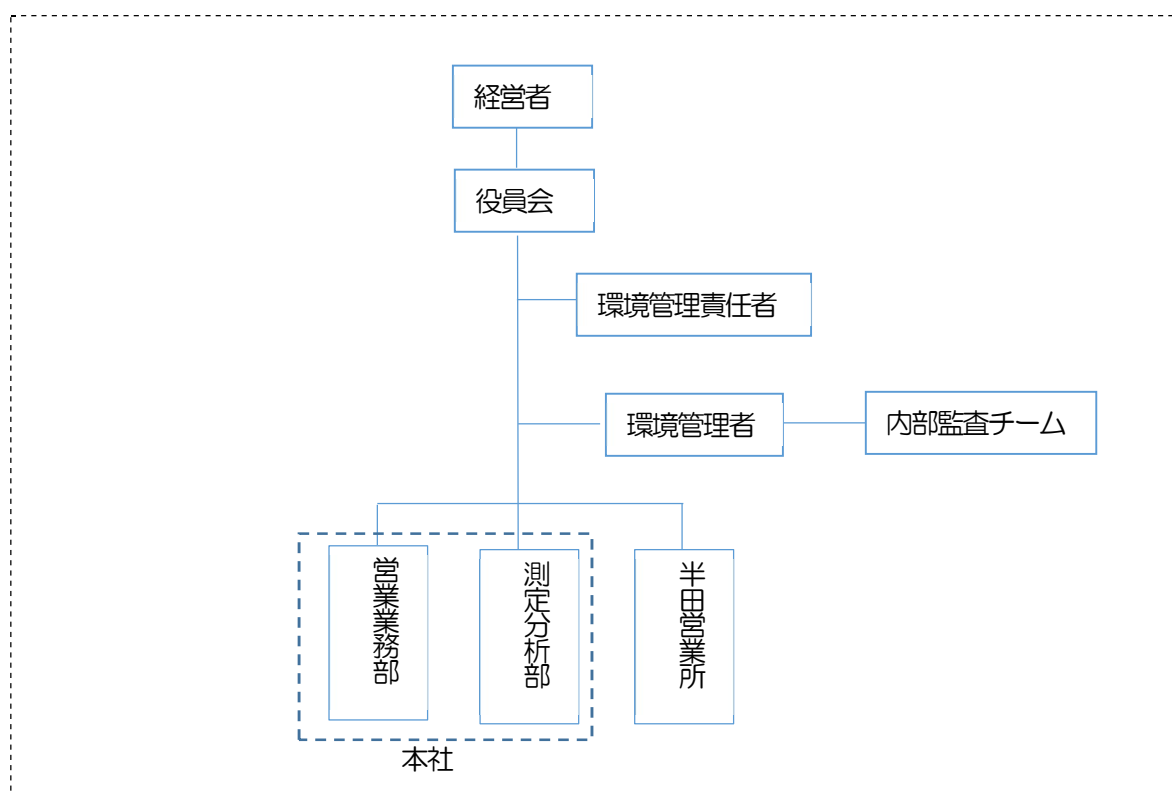 経営者
役員会
環境管理責任者
環境管理者
内部監査チーム
営業業務部
測定分析部
半田営業所
本社